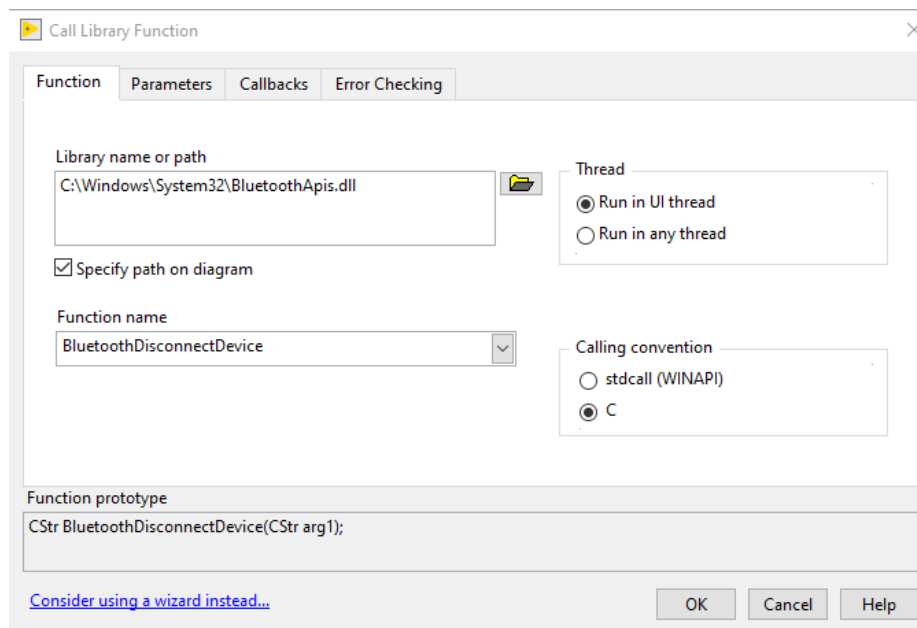 Call Library Function
Function Parameters Callbacks Error Checking
Library name or path
C:\Windows\System32\BluetoothApis.dll
Thread
Run in UI thread
Run in any thread
Specify path on diagram
Function name
BluetoothDisconnectDevice
Calling convention
stdcall (WINAPI)
C
Function prototype
CStr BluetoothDisconnectDevice(CStr arg1);
Consider using a wizard instead...
OK Cancel Help